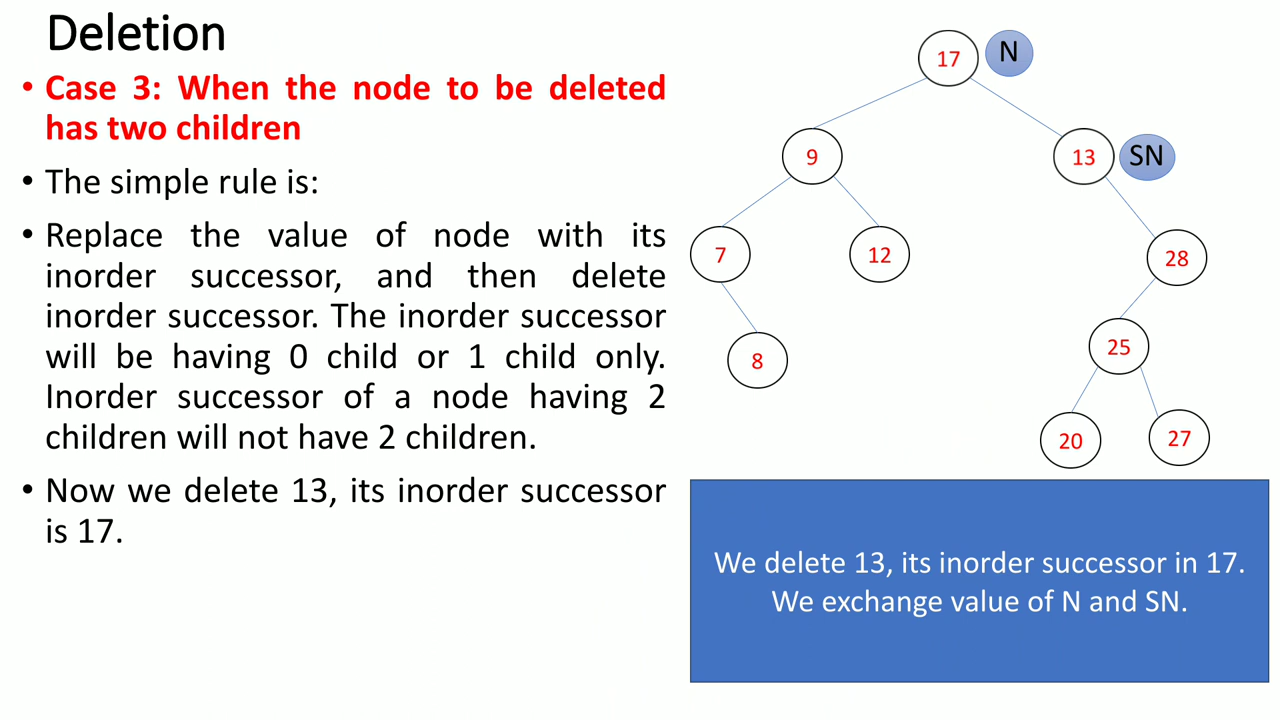 Deletion
• Case 3: When the node to be deleted
has two children
• The simple rule is:
• Replace the value of node with its
inorder successor, and then delete
inorder successor. The inorder successor
will be having 0 child or 1 child only.
Inorder successor of a node having 2
children will not have 2 children.
• Now we delete 13, its inorder successor
is 17.
17 N
9 13 SN
7 12 28
8 25
20 27
We delete 13, its inorder successor in 17.
We exchange value of N and SN.